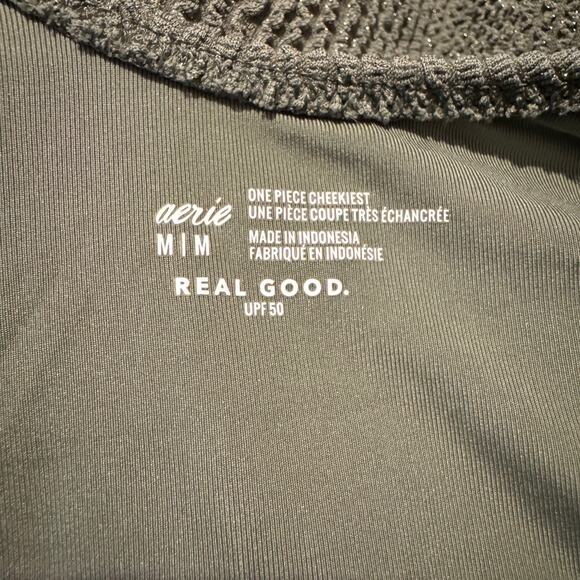 aerie
ONE PIECE CHEEKIEST
UNE PIÈCE COUPE TRÈS ÉCHANCRÉE
M|M
MADE IN INDONESIA
FABRIQUÉ EN INDONÉSIE
REAL GOOD.
UPF 50